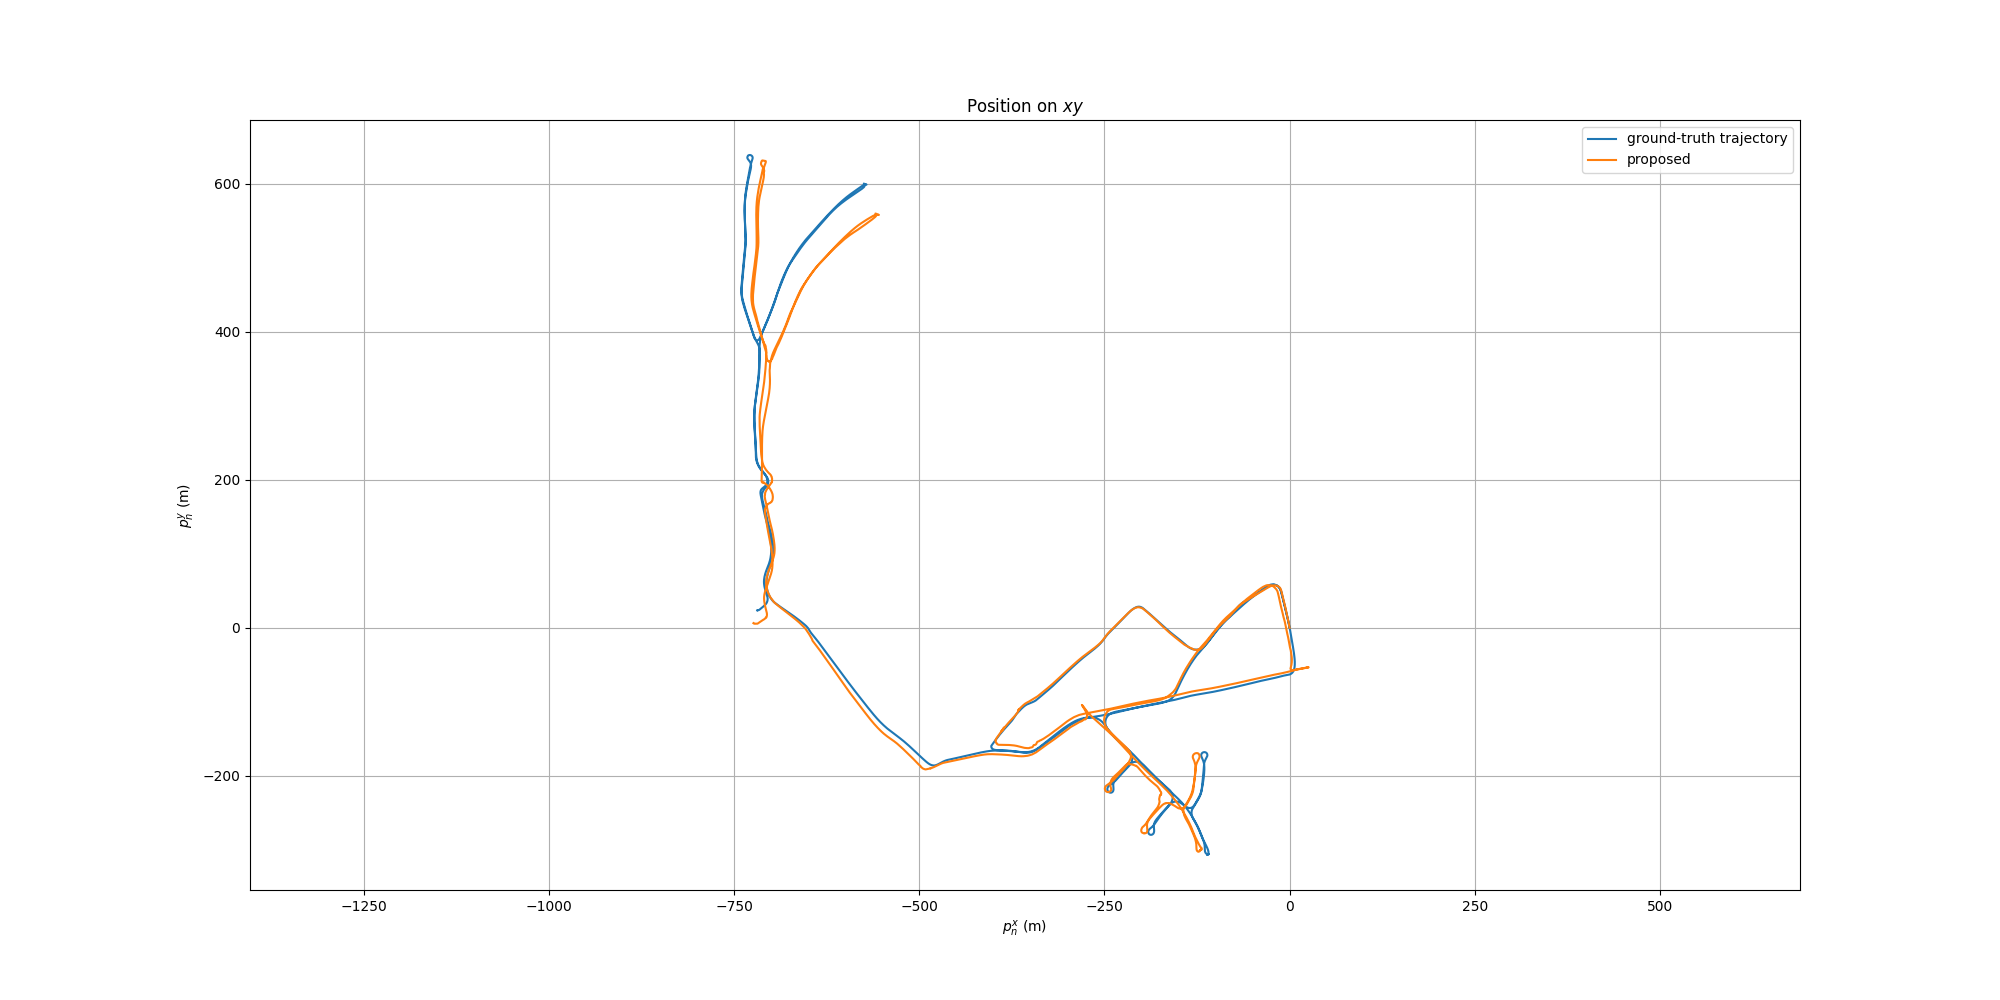 Position on xy
ground-truth trajectory
proposed
600
400
200
0
−200
p_n^y (m)
−1250
−1000
−750
−500
−250
0
250
500
p_n^x (m)